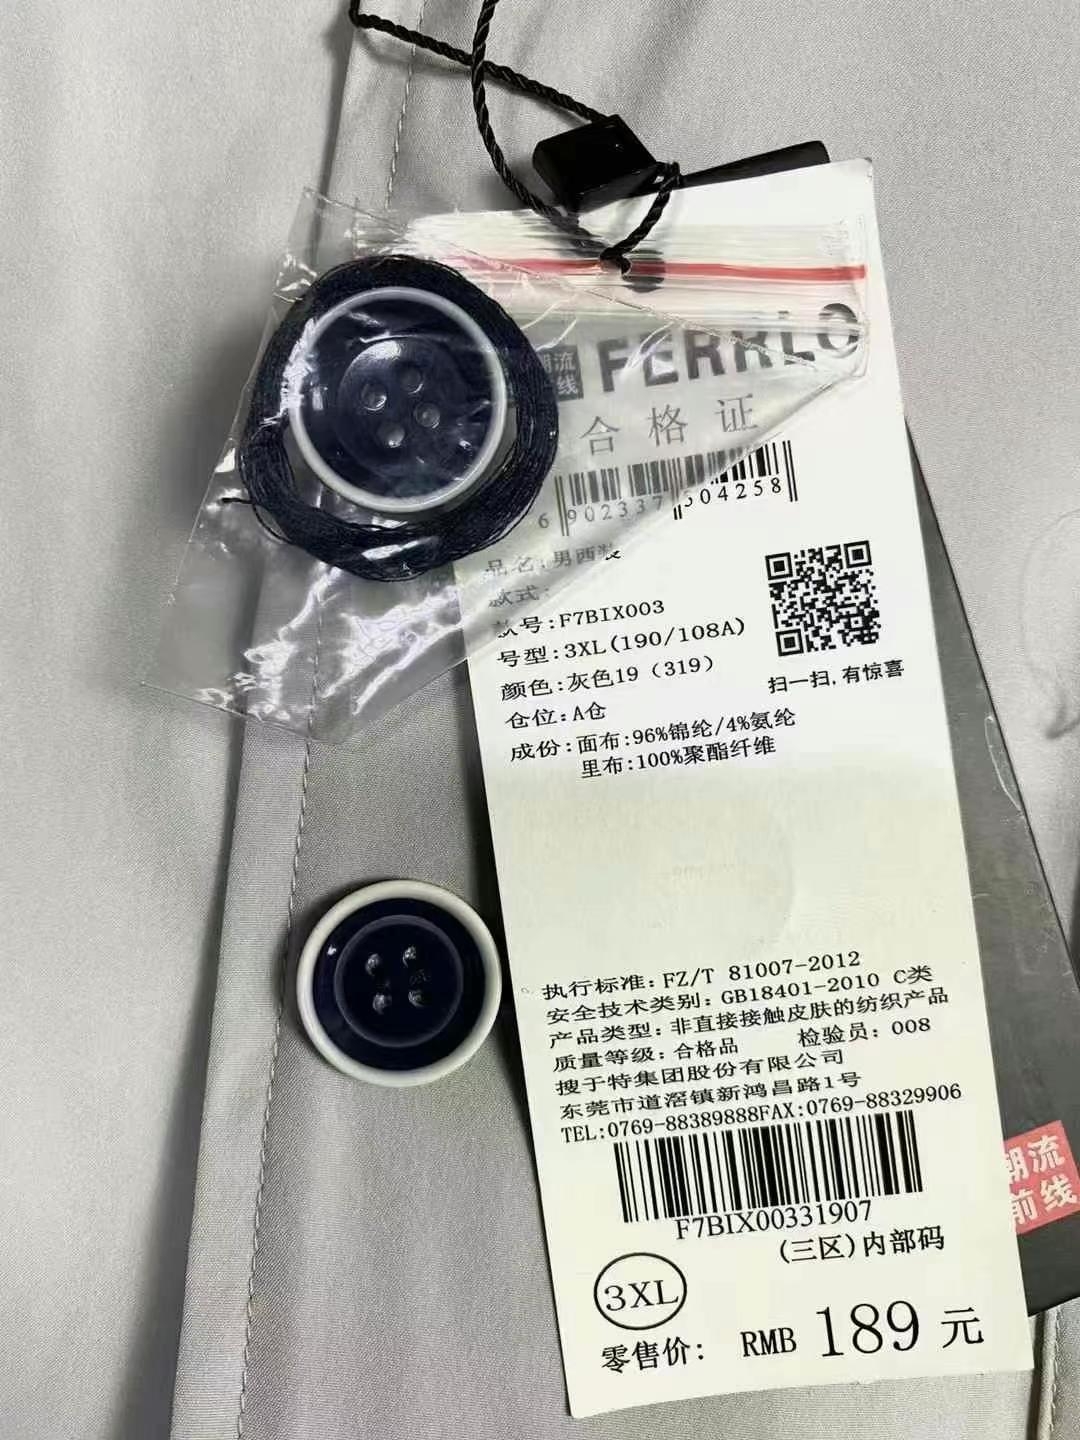 潮流
前线
FERRLO
合格证
6 902337 504258
品名:男西装
款式:
款号:F7BIX003
号型:3XL(190/108A)
颜色:灰色19（319）
仓位:A仓
成份:面布:96%锦纶/4%氨纶
里布:100%聚酯纤维
扫一扫,有惊喜
执行标准: FZ/T 81007-2012
安全技术类别: GB18401-2010 C类
产品类型: 非直接接触皮肤的纺织产品
质量等级: 合格品 检验员: 008
搜于特集团股份有限公司
东莞市道滘镇新鸿昌路1号
TEL:0769-88389888FAX:0769-88329906
F7BIX00331907
(三区)内部码
3XL
零售价: RMB 189 元
潮流
前线